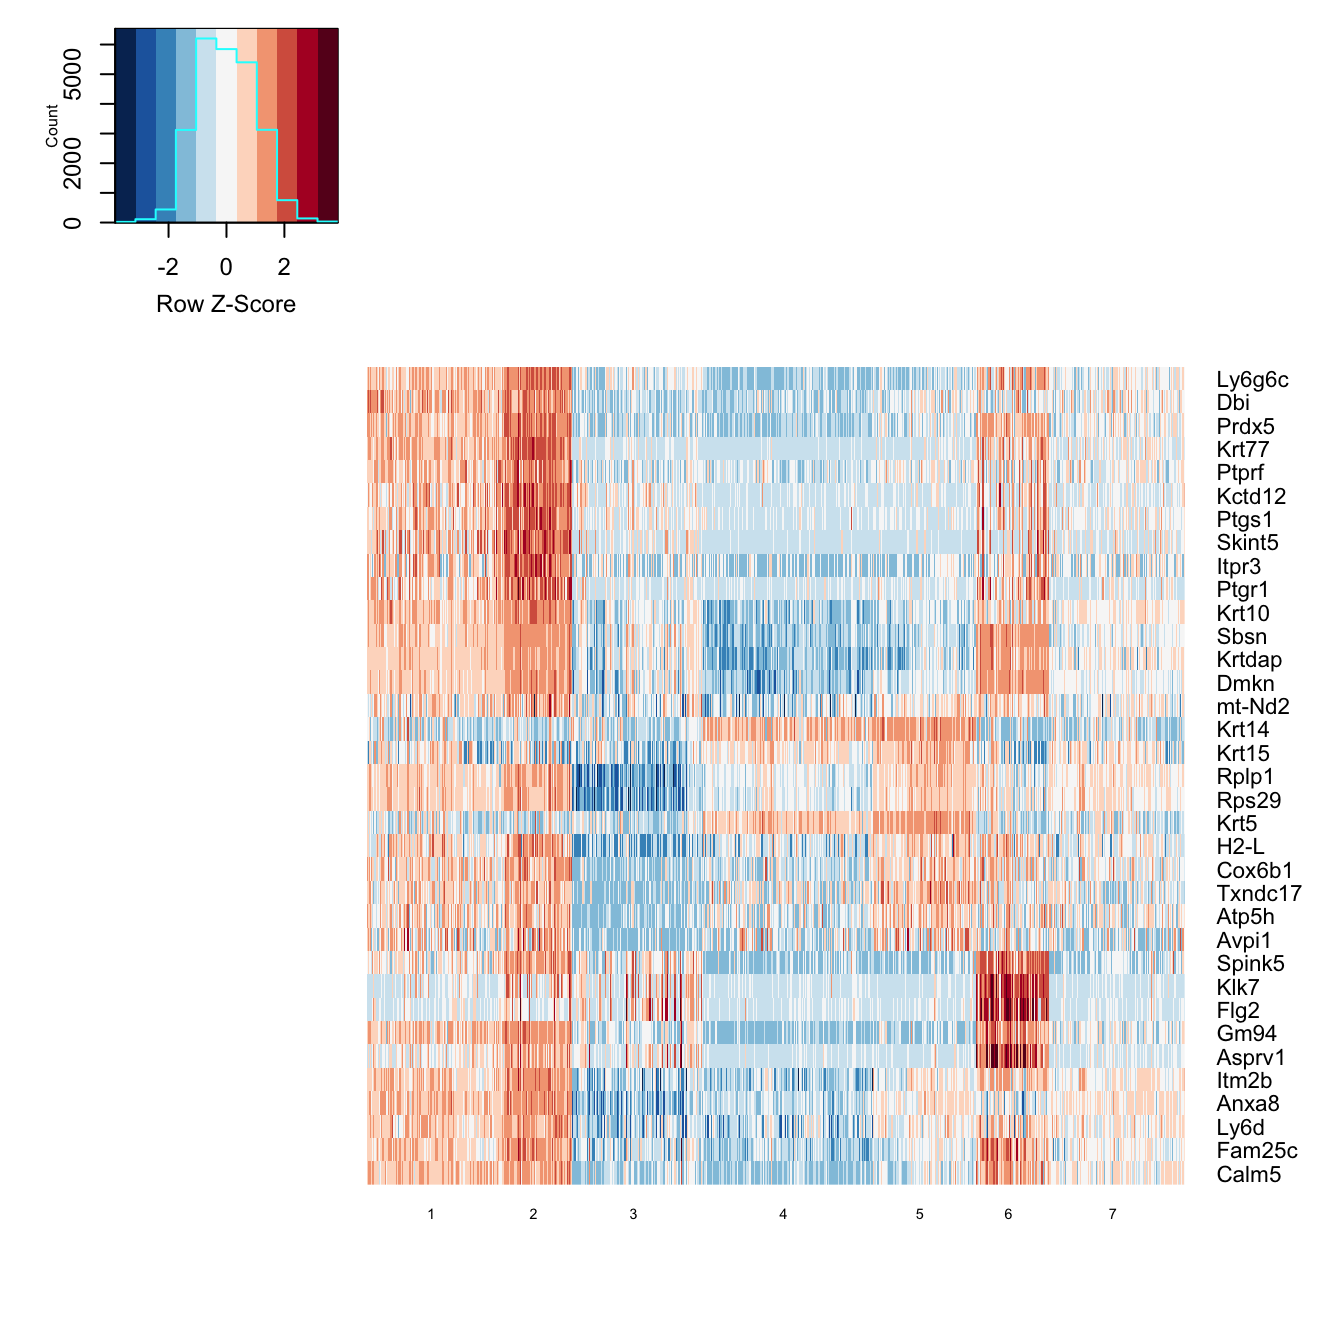 Count
0
2000
5000
-2 0 2
Row Z-Score
Ly6g6c
Dbi
Prdx5
Krt77
Ptprf
Kctd12
Ptgs1
Skint5
Itpr3
Ptgr1
Krt10
Sbsn
Krtdap
Dmkn
mt-Nd2
Krt14
Krt15
Rplp1
Rps29
Krt5
H2-L
Cox6b1
Txndc17
Atp5h
Avpi1
Spink5
Klk7
Flg2
Gm94
Asprv1
Itm2b
Anxa8
Ly6d
Fam25c
Calm5
1 2 3 4 5 6 7